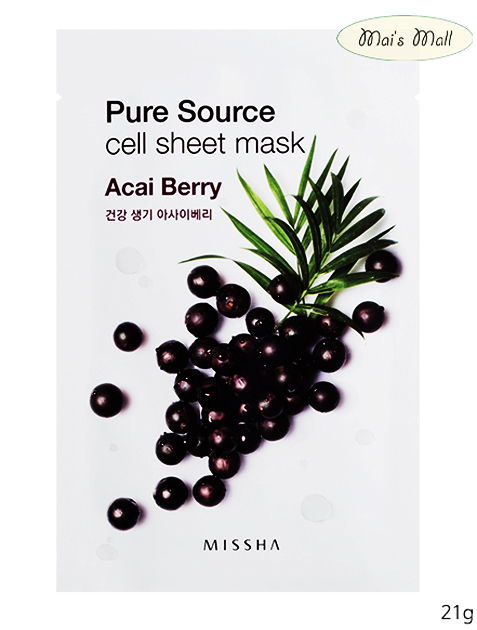 Mai's Mall
Pure Source
cell sheet mask
Acai Berry
건강 생기 아사이베리
MISSHA
21g